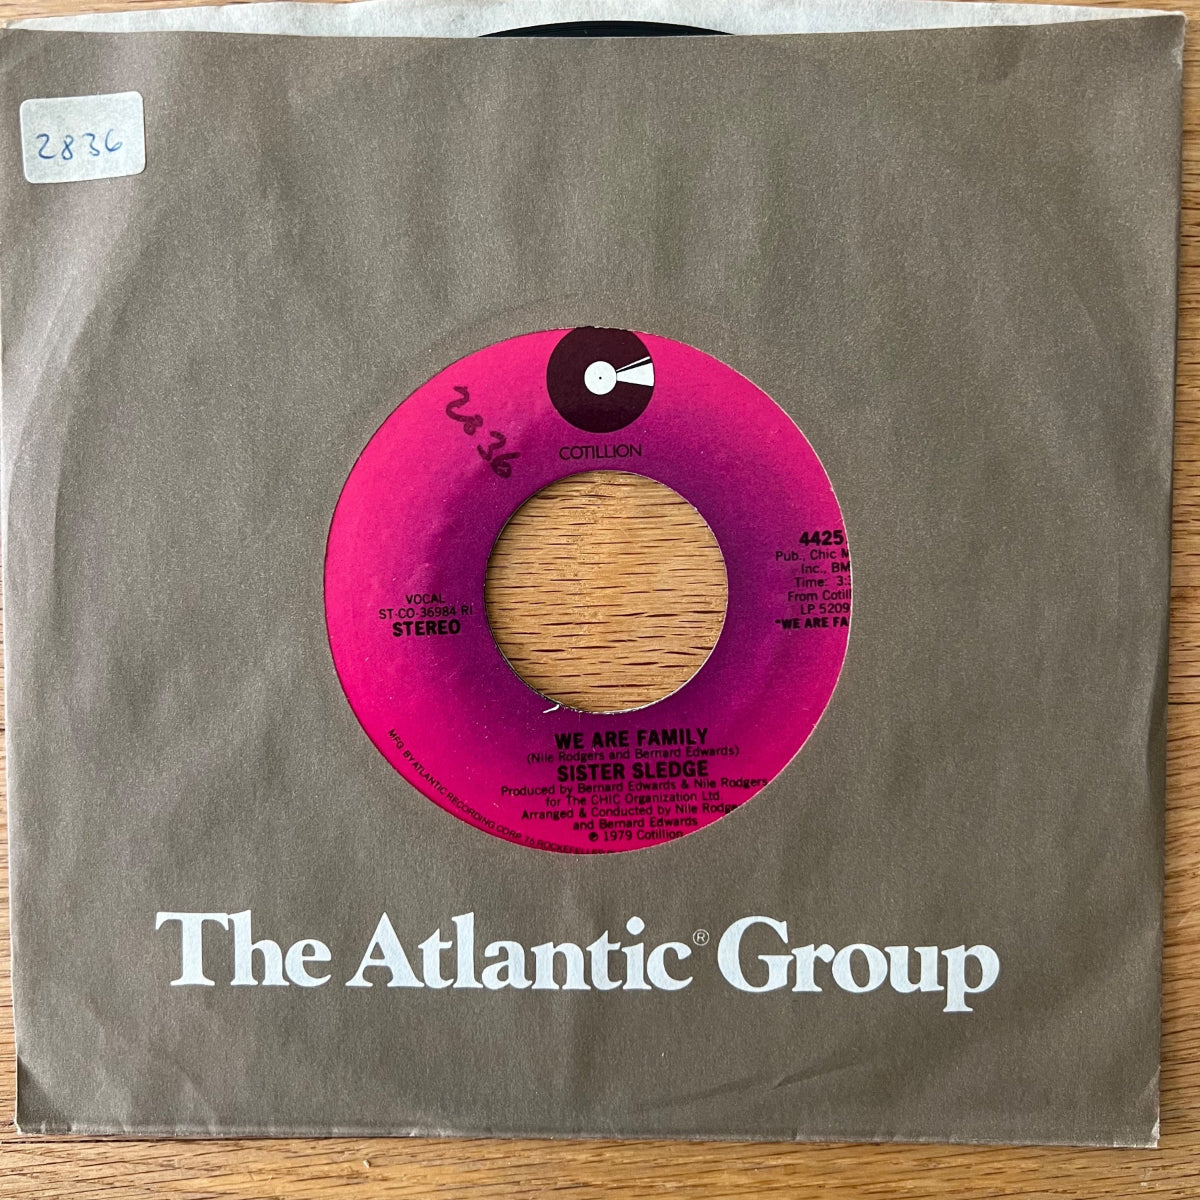 2836
2836
COTILLION
4425
Pub., Chic M
Inc., BM
Time: 3:
From Cotill
LP 5209
"WE ARE FA
VOCAL
ST-CO-36984 RI
STEREO
WE ARE FAMILY
(Nile Rodgers and Bernard Edwards)
SISTER SLEDGE
Produced by Bernard Edwards & Nile Rodgers
for The CHIC Organization Ltd.
Arranged & Conducted by Nile Rodge
and Bernard Edwards
℗ 1979 Cotillion
MFG. BY ATLANTIC RECORDING CORP., 75 ROCKEFELLER
The Atlantic® Group